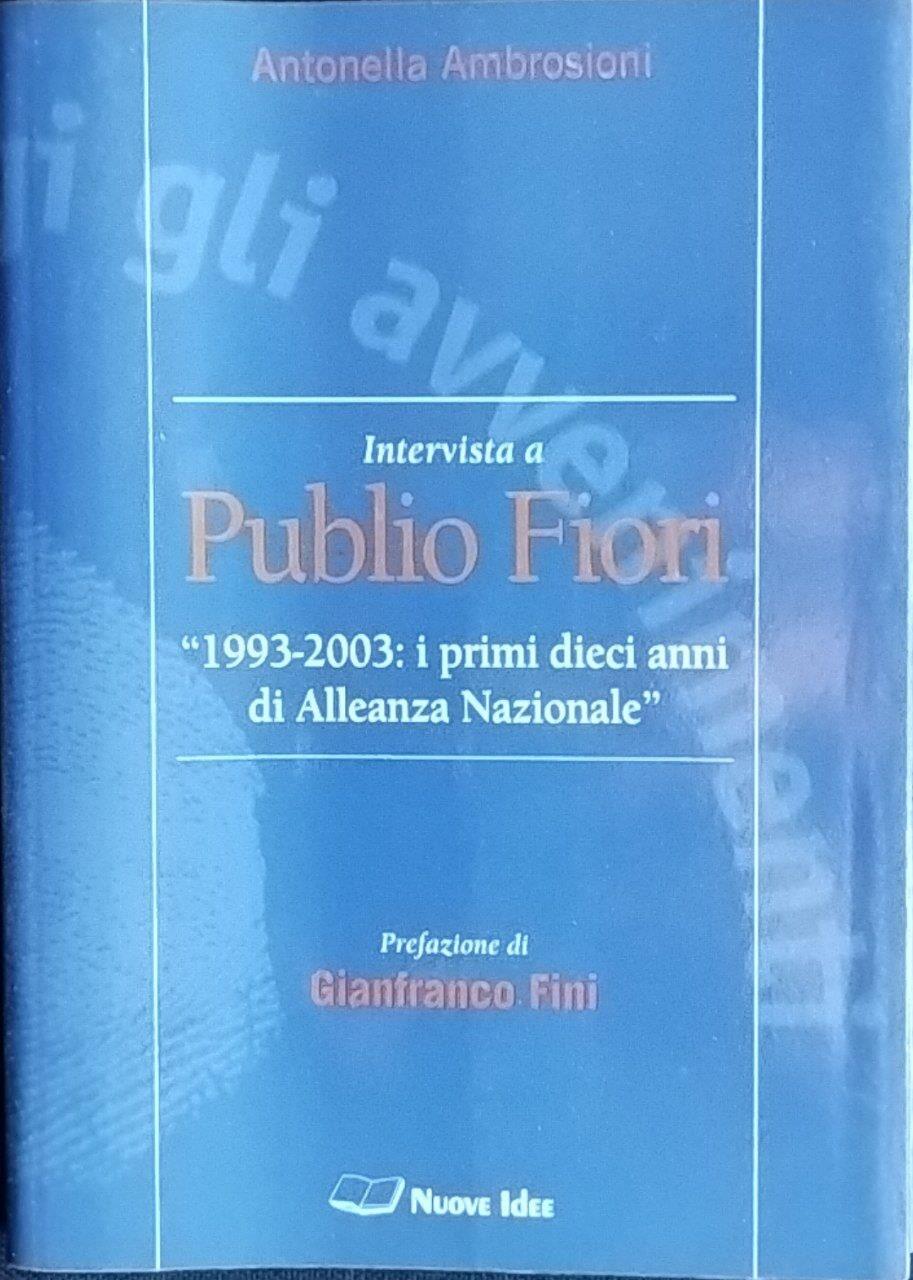 Antonella Ambrosioni
gli avvenimenti
Intervista a
Publio Fiori
“1993-2003: i primi dieci anni
di Alleanza Nazionale”
Prefazione di
Gianfranco Fini
NUOVE IDEE